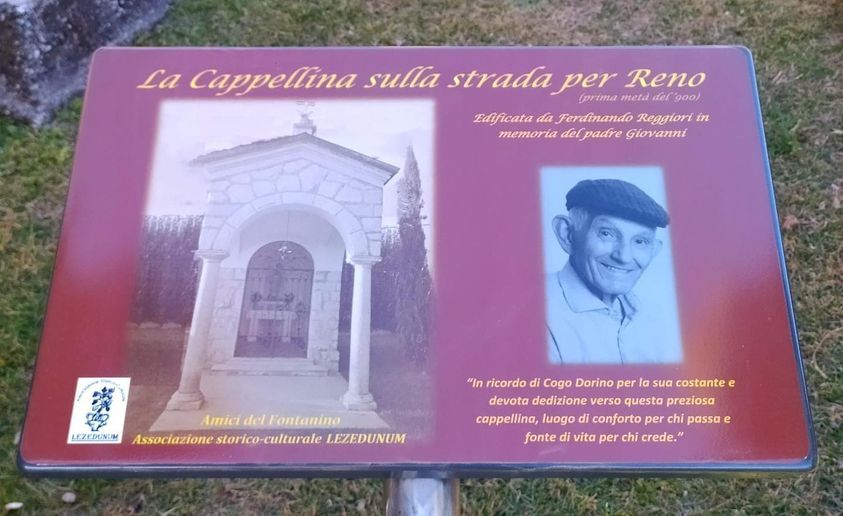 La Cappellina sulla strada per Reno
(prima metà del '900)
Edificata da Ferdinando Reggiori in
memoria del padre Giovanni
"In ricordo di Cogo Dorino per la sua costante e
devota dedizione verso questa preziosa
cappellina, luogo di conforto per chi passa e
fonte di vita per chi crede."
Amici del Fontanino
Associazione storico-culturale LEZEDUNUM
LEZEDUNUM